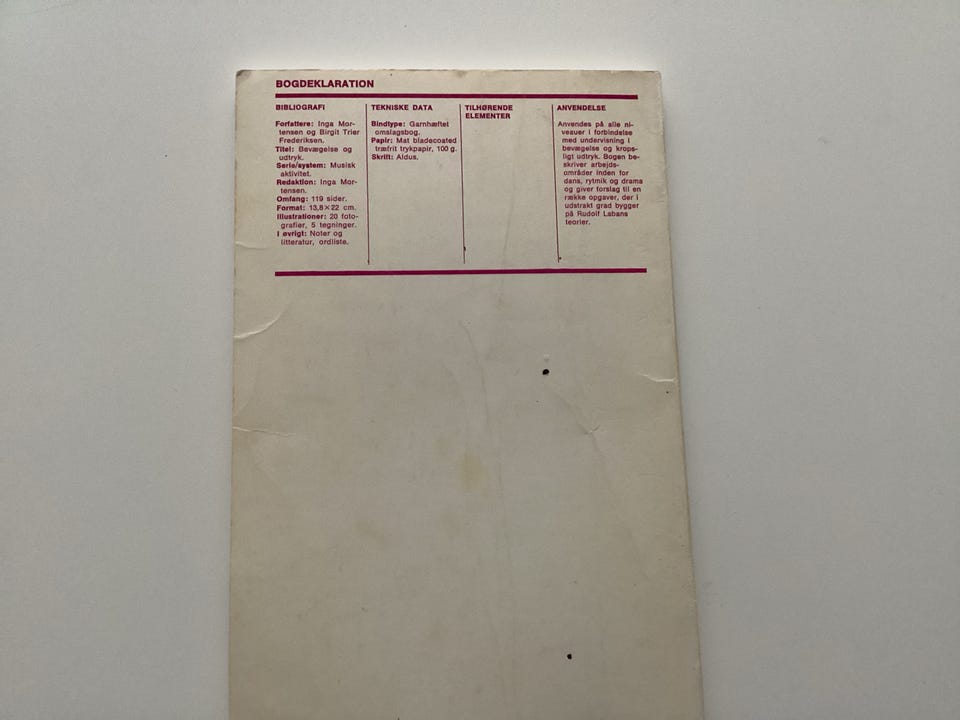 BOGDEKLARATION
BIBLIOGRAFI
Forfattere: Inga Mor-
tensen og Birgit Trier
Frederiksen.
Titel: Bevægelse og
udtryk.
Serie/system: Musisk
aktivitet.
Redaktion: Inga Mor-
tensen.
Omfang: 119 sider.
Format: 13,8×22 cm.
Illustrationer: 20 foto-
grafier, 5 tegninger.
I øvrigt: Noter og
litteratur, ordliste.
TEKNISKE DATA
Bindtype: Garnhæftet
omslagsbog.
Papir: Mat bladecoated
træfrit trykpapir, 100 g.
Skrift: Aldus.
TILHØRENDE
ELEMENTER
ANVENDELSE
Anvendes på alle ni-
veauer i forbindelse
med undervisning i
bevægelse og krops-
ligt udtryk. Bogen be-
skriver arbejds-
områder inden for
dans, rytmik og drama
og giver forslag til en
række opgaver, der i
udstrakt grad bygger
på Rudolf Labans
teorier.